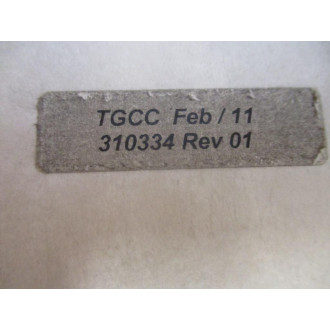 TGCC Feb / 11
310334 Rev 01